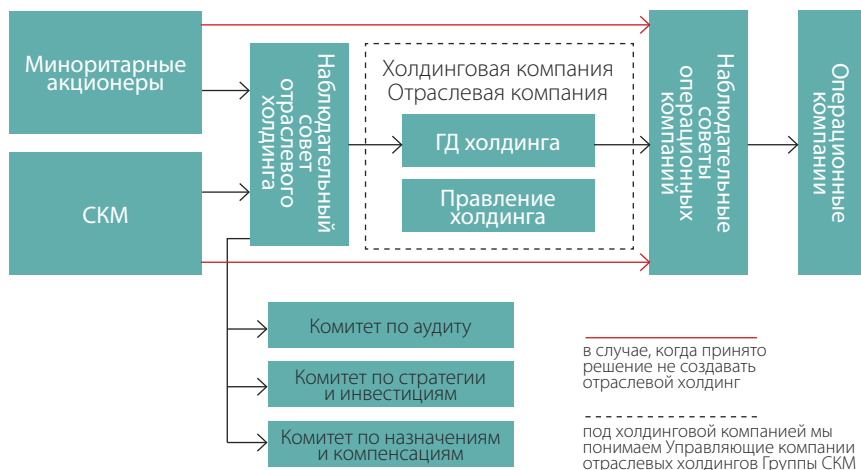 Миноритарные
акционеры
СКМ
Наблюдательный
совет
отраслевого
холдинга
Холдинговая компания
Отраслевая компания
ГД холдинга
Правление
холдинга
Наблюдательные
советы
операционных
компаний
Операционные
компании
Комитет по аудиту
Комитет по стратегии
и инвестициям
Комитет по назначениям
и компенсациям
в случае, когда принято
решение не создавать
отраслевой холдинг
под холдинговой компанией мы
понимаем Управляющие компании
отраслевых холдингов Группы СКМ